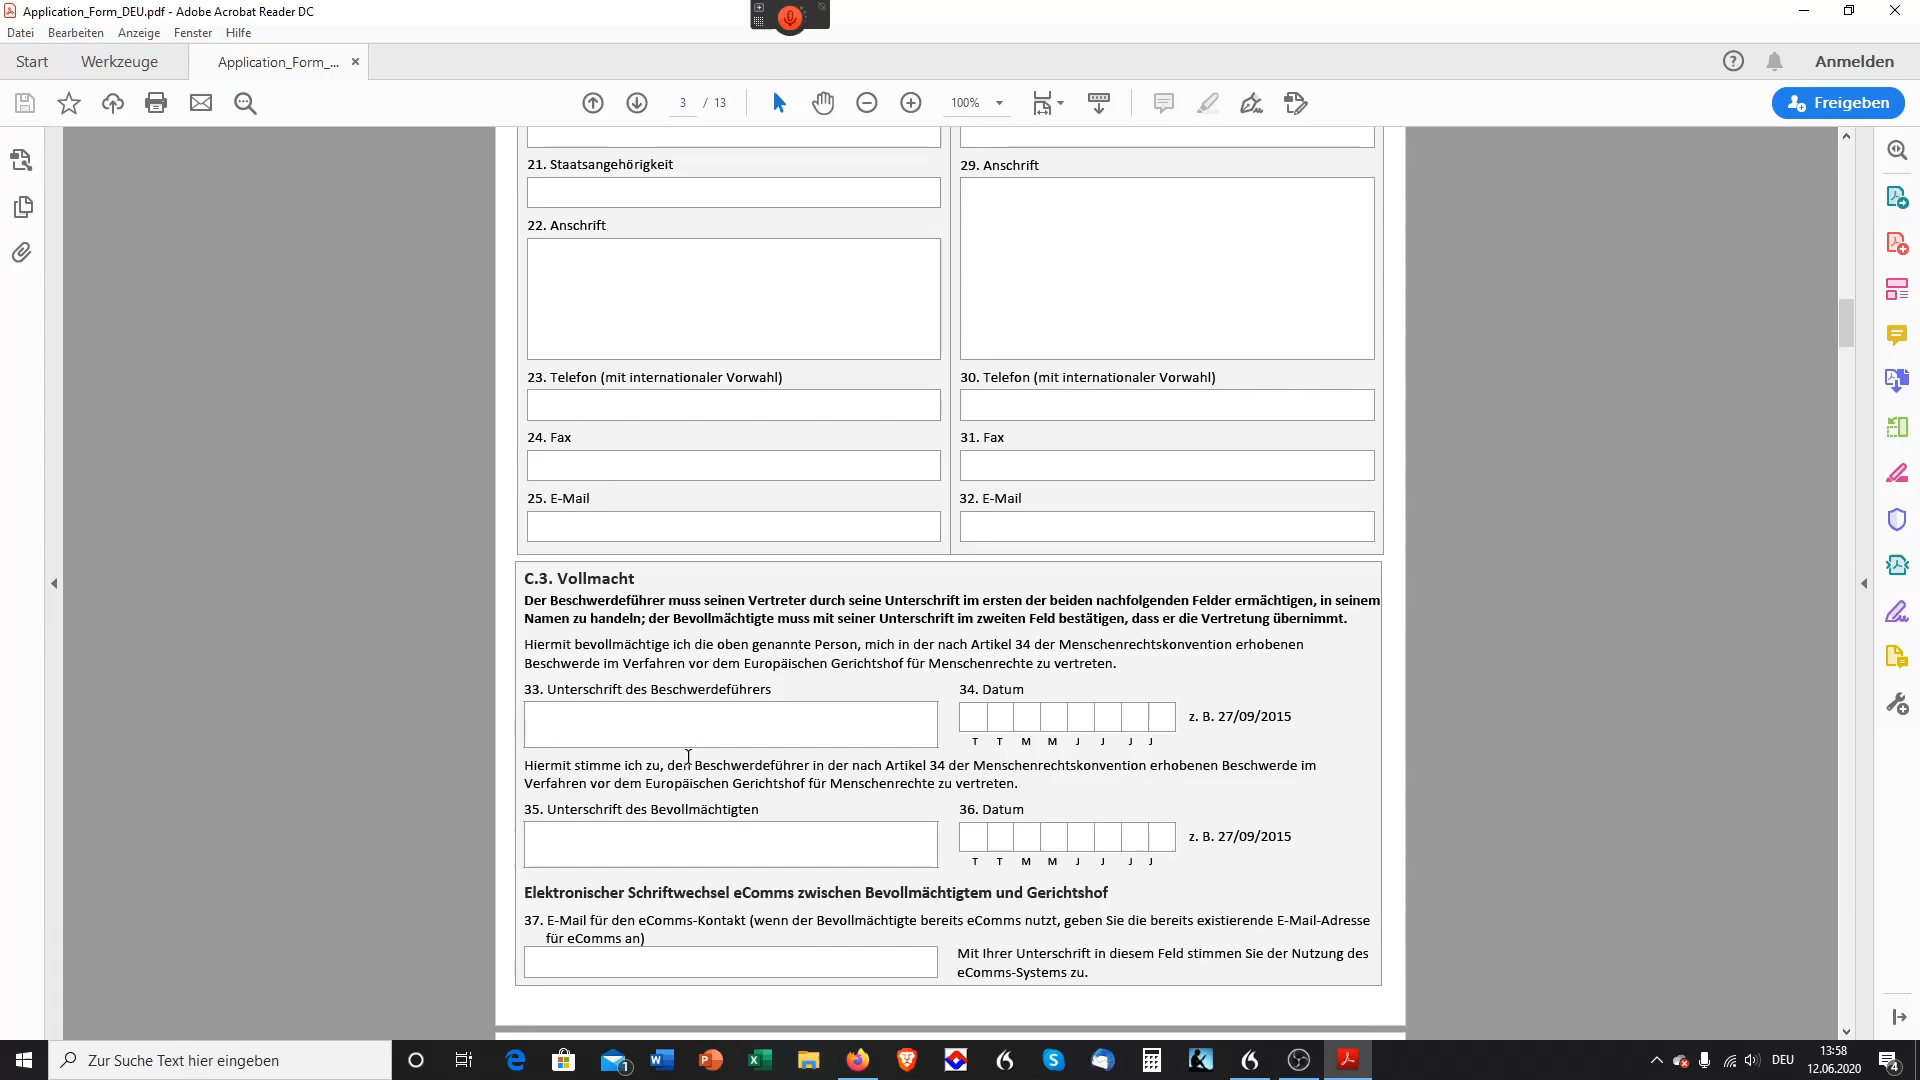 Application_Form_DEU.pdf - Adobe Acrobat Reader DC
Datei Bearbeiten Anzeige Fenster Hilfe
Start Werkzeuge Application_Form_... × Anmelden
3 / 13 100% Freigeben
21. Staatsangehörigkeit
29. Anschrift
22. Anschrift
23. Telefon (mit internationaler Vorwahl)
30. Telefon (mit internationaler Vorwahl)
24. Fax
31. Fax
25. E-Mail
32. E-Mail
C.3. Vollmacht
Der Beschwerdeführer muss seinen Vertreter durch seine Unterschrift im ersten der beiden nachfolgenden Felder ermächtigen, in seinem
Namen zu handeln; der Bevollmächtigte muss mit seiner Unterschrift im zweiten Feld bestätigen, dass er die Vertretung übernimmt.
Hiermit bevollmächtige ich die oben genannte Person, mich in der nach Artikel 34 der Menschenrechtskonvention erhobenen
Beschwerde im Verfahren vor dem Europäischen Gerichtshof für Menschenrechte zu vertreten.
33. Unterschrift des Beschwerdeführers
34. Datum
z. B. 27/09/2015
T T M M J J J J
Hiermit stimme ich zu, den Beschwerdeführer in der nach Artikel 34 der Menschenrechtskonvention erhobenen Beschwerde im
Verfahren vor dem Europäischen Gerichtshof für Menschenrechte zu vertreten.
35. Unterschrift des Bevollmächtigten
36. Datum
z. B. 27/09/2015
T T M M J J J J
Elektronischer Schriftwechsel eComms zwischen Bevollmächtigtem und Gerichtshof
37. E-Mail für den eComms-Kontakt (wenn der Bevollmächtigte bereits eComms nutzt, geben Sie die bereits existierende E-Mail-Adresse
für eComms an)
Mit Ihrer Unterschrift in diesem Feld stimmen Sie der Nutzung des
eComms-Systems zu.
Zur Suche Text hier eingeben
1
DEU
13:58
12.06.2020
4